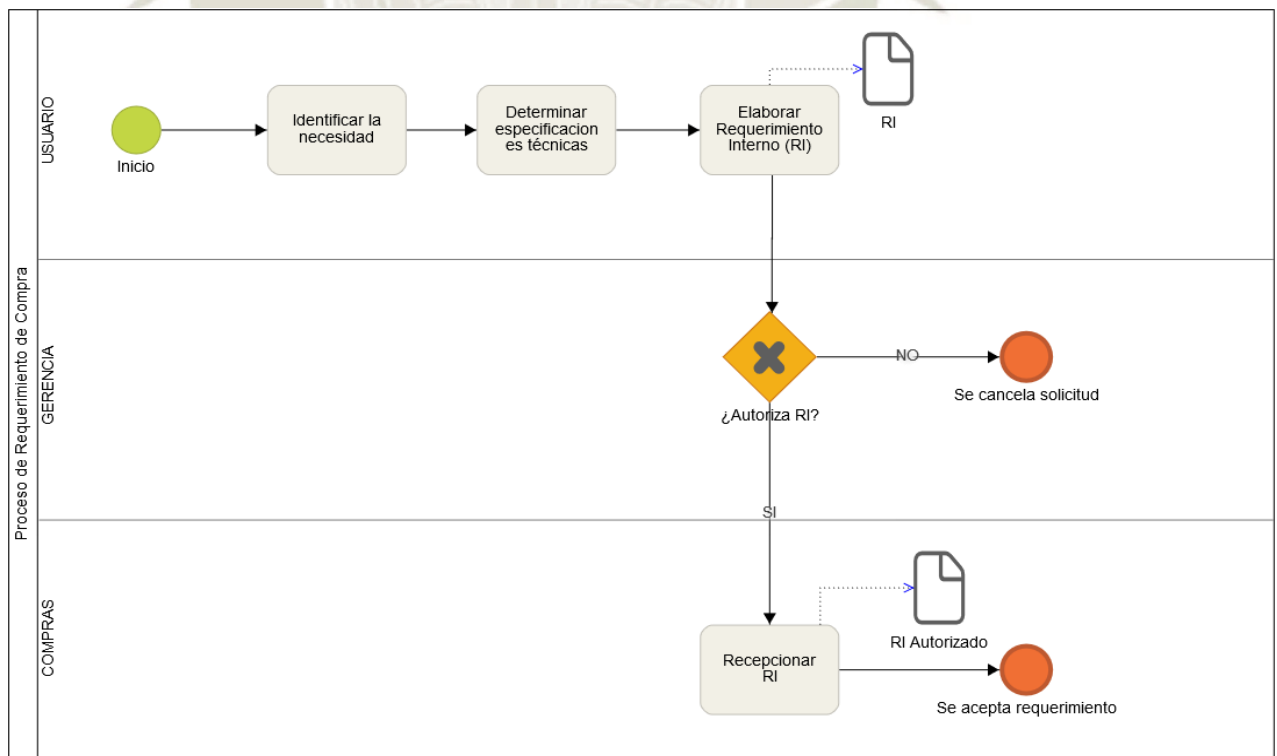 Proceso de Requerimiento de Compra
USUARIO
Inicio
Identificar la
necesidad
Determinar
especificacion
es técnicas
Elaborar
Requerimiento
Interno (RI)
RI
GERENCIA
¿Autoriza RI?
NO
Se cancela solicitud
SI
COMPRAS
Recepcionar
RI
RI Autorizado
Se acepta requerimiento